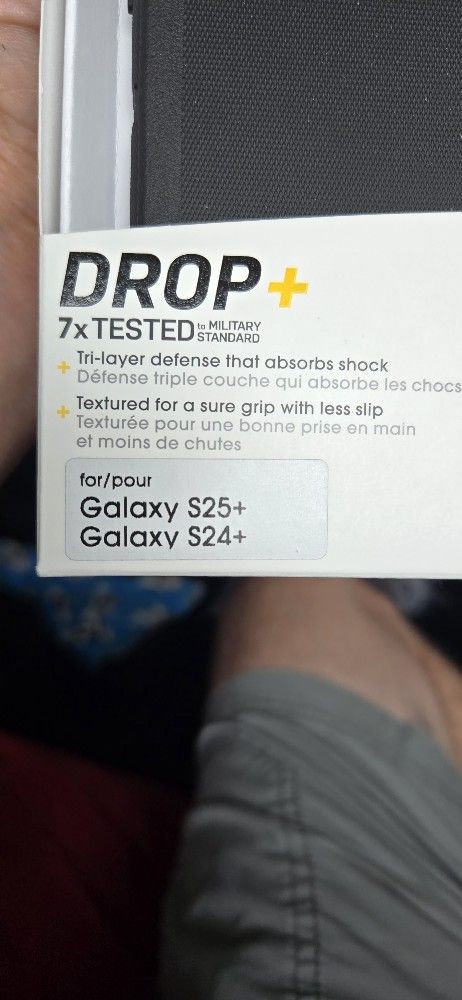 DROP+
7xTESTED to MILITARY STANDARD
+ Tri-layer defense that absorbs shock
Défense triple couche qui absorbe les chocs
+ Textured for a sure grip with less slip
Texturée pour une bonne prise en main
et moins de chutes
for/pour
Galaxy S25+
Galaxy S24+